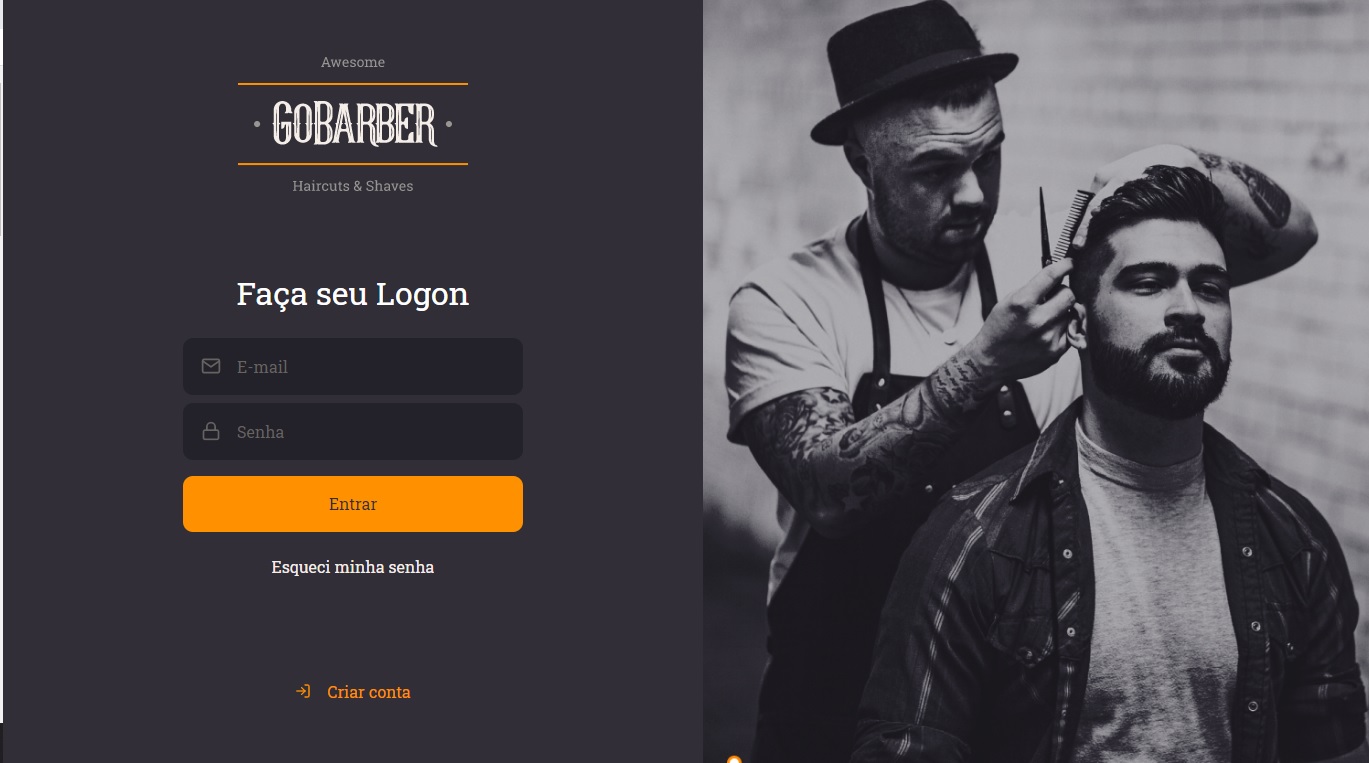 Awesome
GoBARBER
Haircuts & Shaves
Faça seu Logon
E-mail
Senha
Entrar
Esqueci minha senha
Criar conta